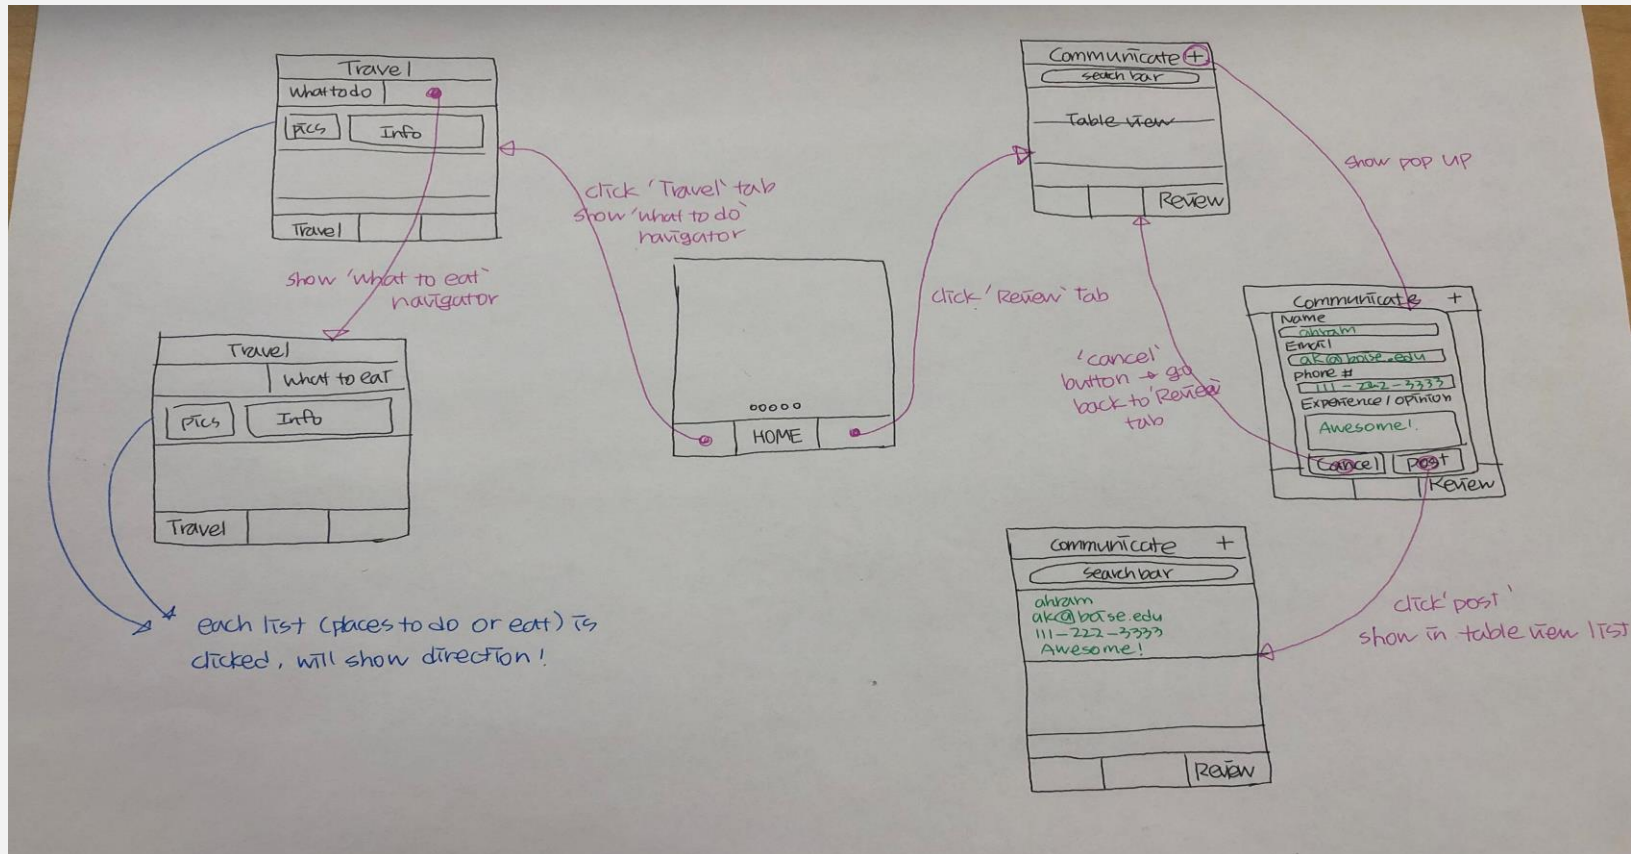 Travel
What to do
Pics Info
Travel
click 'Travel' tab
show 'what to do'
navigator
show 'what to eat'
navigator
Travel
what to eat
Pics Info
Travel
each list (places to do or eat) is
clicked, will show direction!
ooooo
HOME
click 'Review' tab
Communicate +
search bar
Table view
Review
show pop up
Communicate +
Name
ahram
Email
ak@boise.edu
phone #
111-222-3333
Experience / opinion
Awesome!
Cancel Post
Review
'cancel'
button → go
back to 'Review'
tab
click 'post'
show in table view list
communicate +
search bar
ahram
ak@boise.edu
111-222-3333
Awesome!
Review